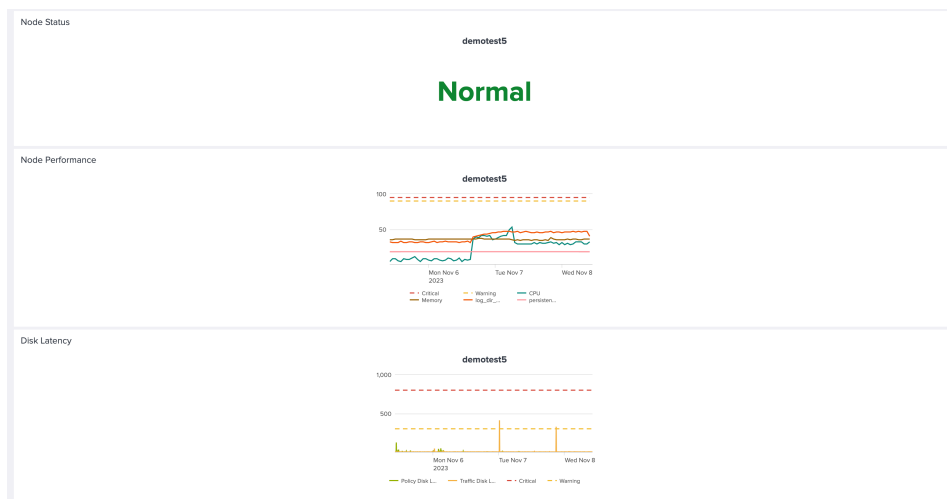 Node Status
demotest5
Normal
Node Performance
demotest5
100
50
Mon Nov 6 Tue Nov 7 Wed Nov 8
2023
Critical Warning CPU
Memory log_dir_... persisten...
Disk Latency
demotest5
1,000
500
Mon Nov 6 Tue Nov 7 Wed Nov 8
2023
Policy Disk L... Traffic Disk L... Critical Warning